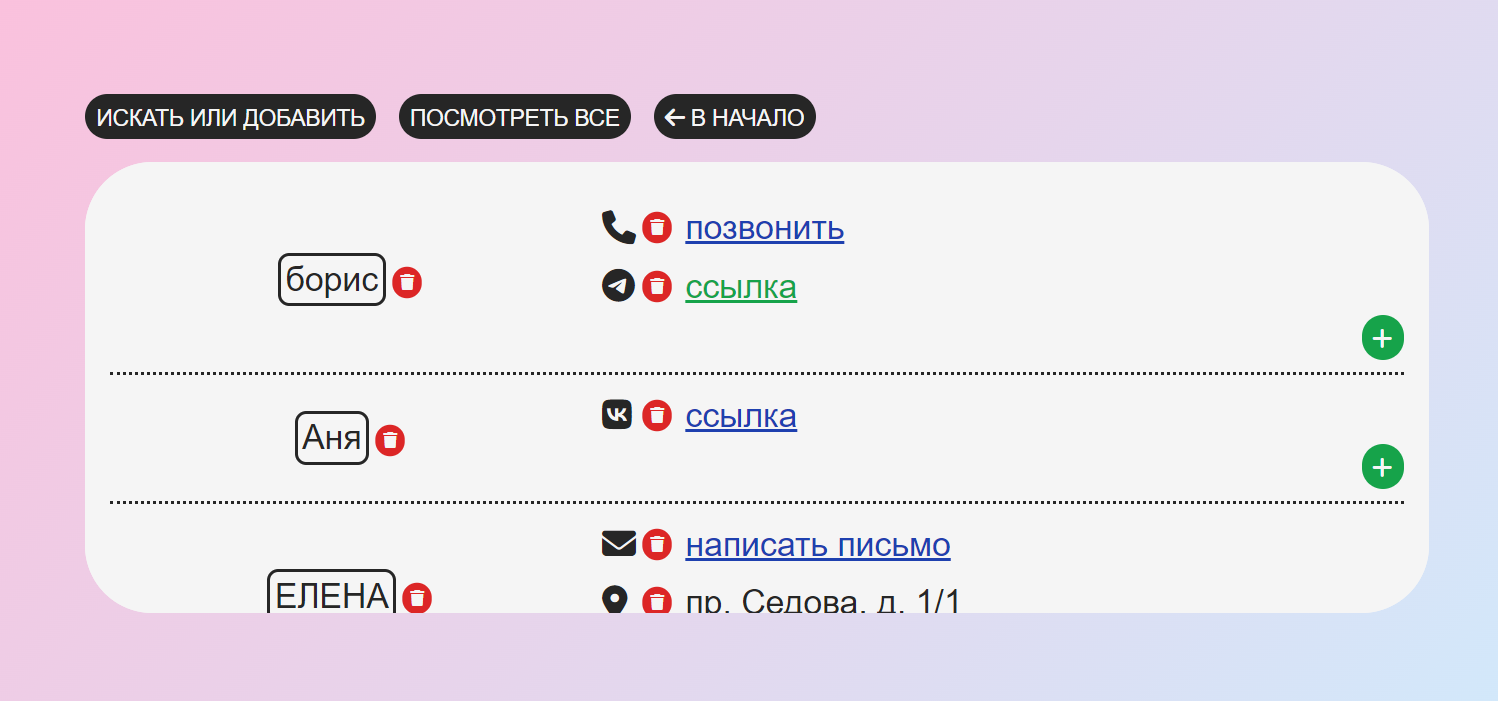 ИСКАТЬ ИЛИ ДОБАВИТЬ ПОСМОТРЕТЬ ВСЕ В НАЧАЛО
позвонить
борис
ссылка
Аня
ссылка
написать письмо
ЕЛЕНА
пр. Седова, д. 1/1